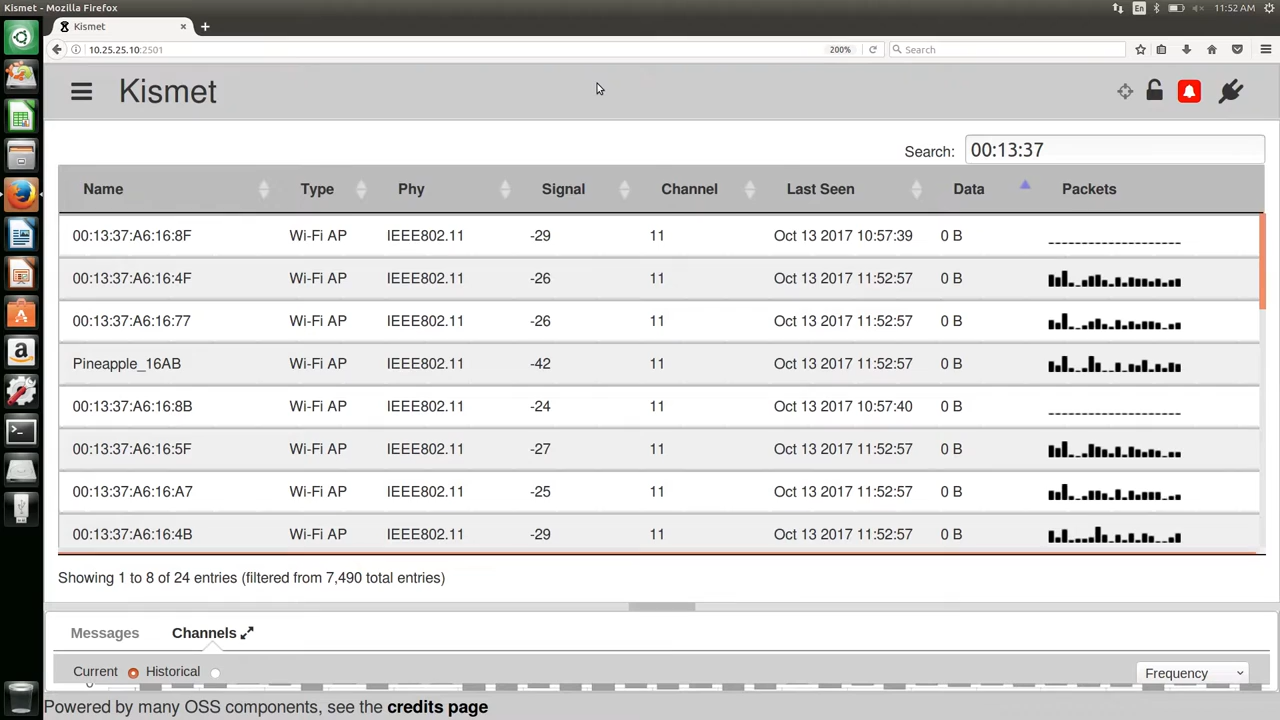 Kismet - Mozilla Firefox
En
11:52 AM
Kismet
10.25.25.10:2501
200%
Search
Kismet
Search: 00:13:37
Name Type Phy Signal Channel Last Seen Data Packets
00:13:37:A6:16:8F Wi-Fi AP IEEE802.11 -29 11 Oct 13 2017 10:57:39 0 B
00:13:37:A6:16:4F Wi-Fi AP IEEE802.11 -26 11 Oct 13 2017 11:52:57 0 B
00:13:37:A6:16:77 Wi-Fi AP IEEE802.11 -26 11 Oct 13 2017 11:52:57 0 B
Pineapple_16AB Wi-Fi AP IEEE802.11 -42 11 Oct 13 2017 11:52:57 0 B
00:13:37:A6:16:8B Wi-Fi AP IEEE802.11 -24 11 Oct 13 2017 10:57:40 0 B
00:13:37:A6:16:5F Wi-Fi AP IEEE802.11 -27 11 Oct 13 2017 11:52:57 0 B
00:13:37:A6:16:A7 Wi-Fi AP IEEE802.11 -25 11 Oct 13 2017 11:52:57 0 B
00:13:37:A6:16:4B Wi-Fi AP IEEE802.11 -29 11 Oct 13 2017 11:52:57 0 B
Showing 1 to 8 of 24 entries (filtered from 7,490 total entries)
Messages Channels
Current Historical Frequency
0
Powered by many OSS components, see the credits page